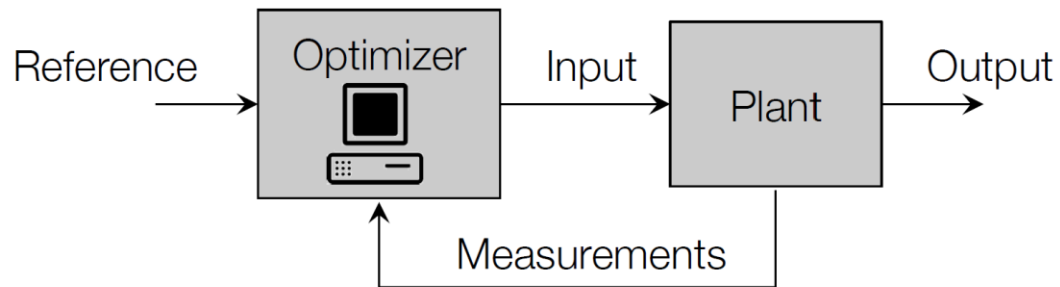 Reference
Optimizer
Input
Plant
Output
Measurements